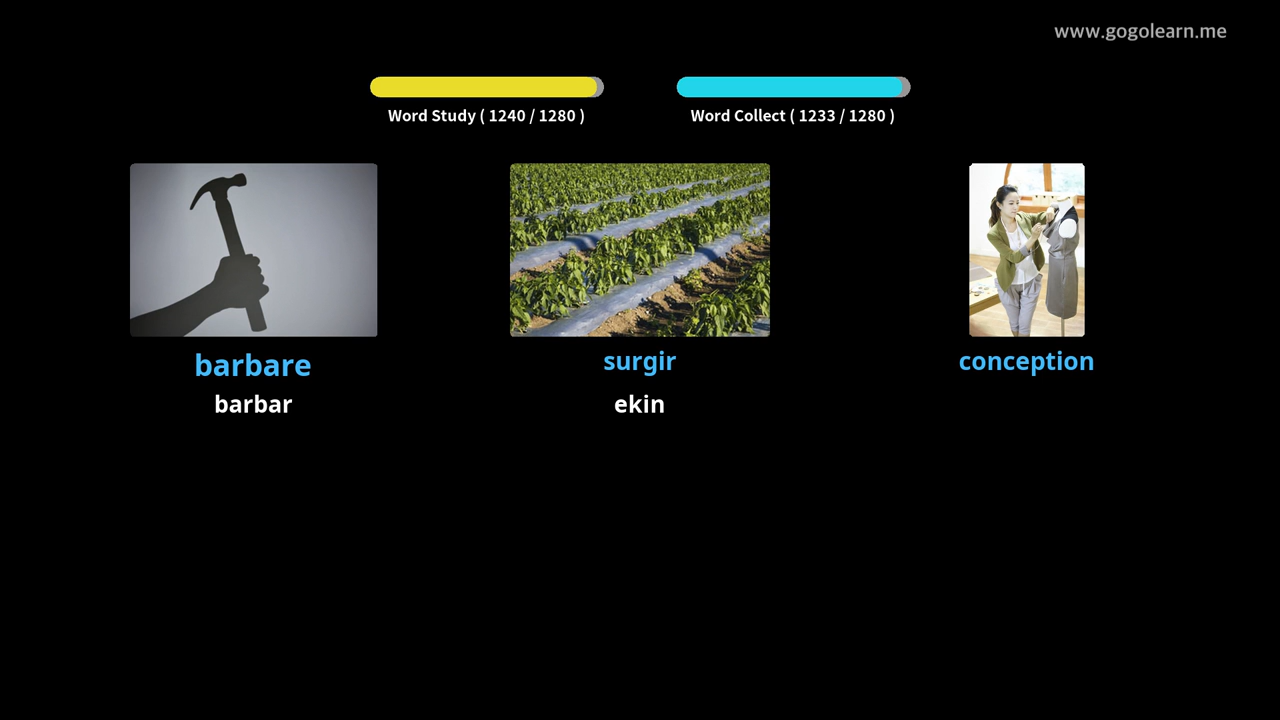 www.gogolearn.me
Word Study ( 1240 / 1280 )
Word Collect ( 1233 / 1280 )
barbare
surgir
conception
barbar
ekin